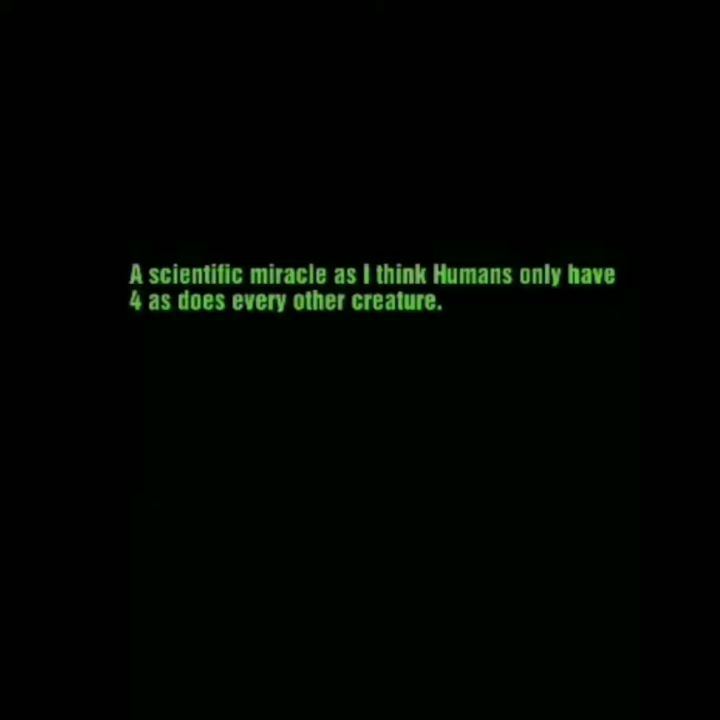 A scientific miracle as I think Humans only have
4 as does every other creature.